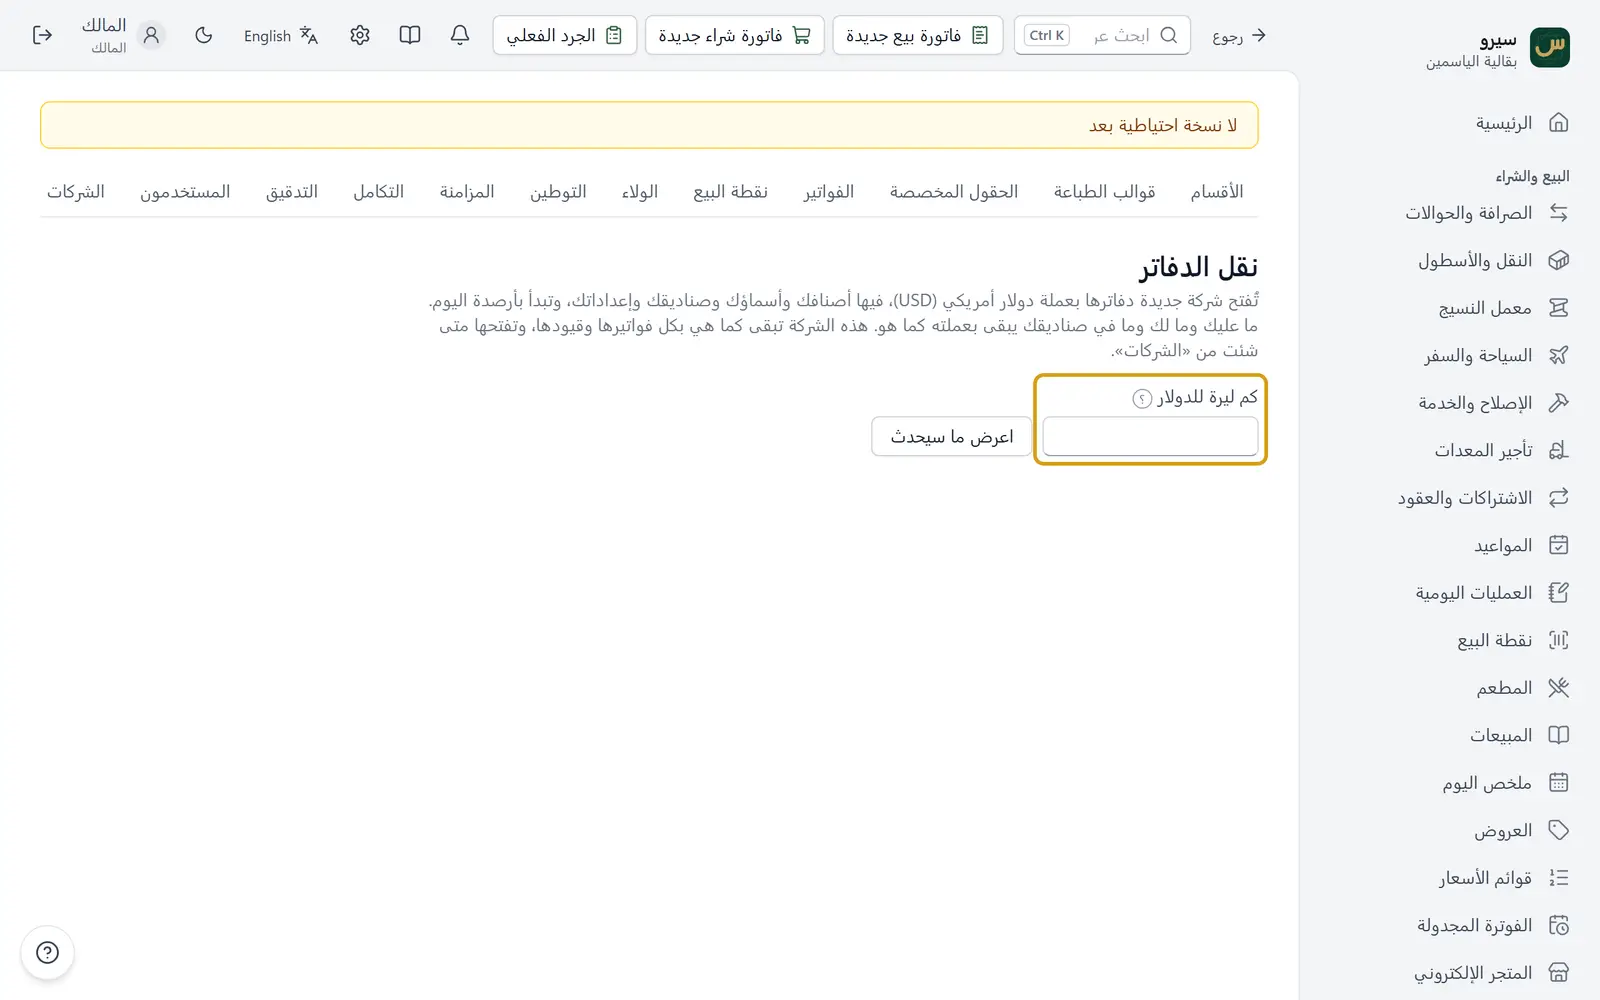 سيرو
بقالية الياسمين
رجوع
ابحث عر
Ctrl K
فاتورة بيع جديدة
فاتورة شراء جديدة
الجرد الفعلي
English
المالك
المالك
الرئيسية
البيع والشراء
الصرافة والحوالات
النقل والأسطول
معمل النسيج
السياحة والسفر
الإصلاح والخدمة
تأجير المعدات
الاشتراكات والعقود
المواعيد
العمليات اليومية
نقطة البيع
المطعم
المبيعات
ملخص اليوم
العروض
قوائم الأسعار
الفوترة المجدولة
المتجر الإلكتروني
لا نسخة احتياطية بعد
الأقسام
قوالب الطباعة
الحقول المخصصة
الفواتير
نقطة البيع
الولاء
التوطين
المزامنة
التكامل
التدقيق
المستخدمون
الشركات
نقل الدفاتر
تُفتح شركة جديدة دفاترها بعملة دولار أمريكي (USD)، فيها أصنافك وأسماؤك وصناديقك وإعداداتك، وتبدأ بأرصدة اليوم.
ما عليك وما لك وما في صناديقك يبقى بعملته كما هو. هذه الشركة تبقى كما هي بكل فواتيرها وقيودها، وتفتحها متى
شئت من «الشركات».
كم ليرة للدولار ؟
اعرض ما سيحدث